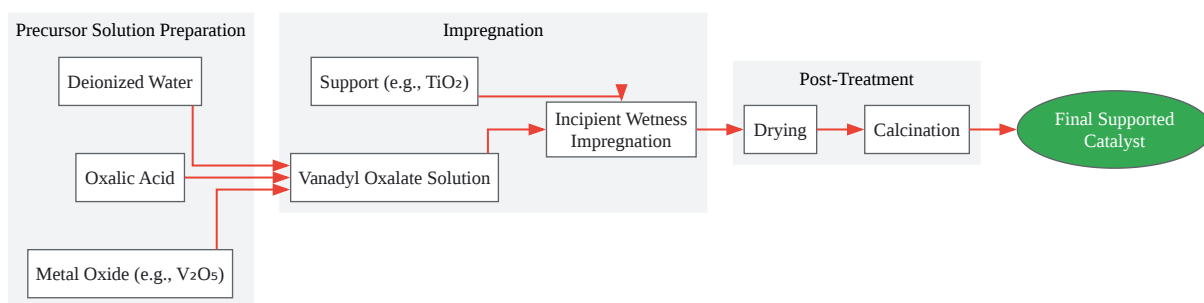 Precursor Solution Preparation
Deionized Water
Oxalic Acid
Metal Oxide (e.g., V₂O₅)
Impregnation
Support (e.g., TiO₂)
Vanadyl Oxalate Solution
Incipient Wetness
Impregnation
Post-Treatment
Drying
Calcination
Final Supported
Catalyst